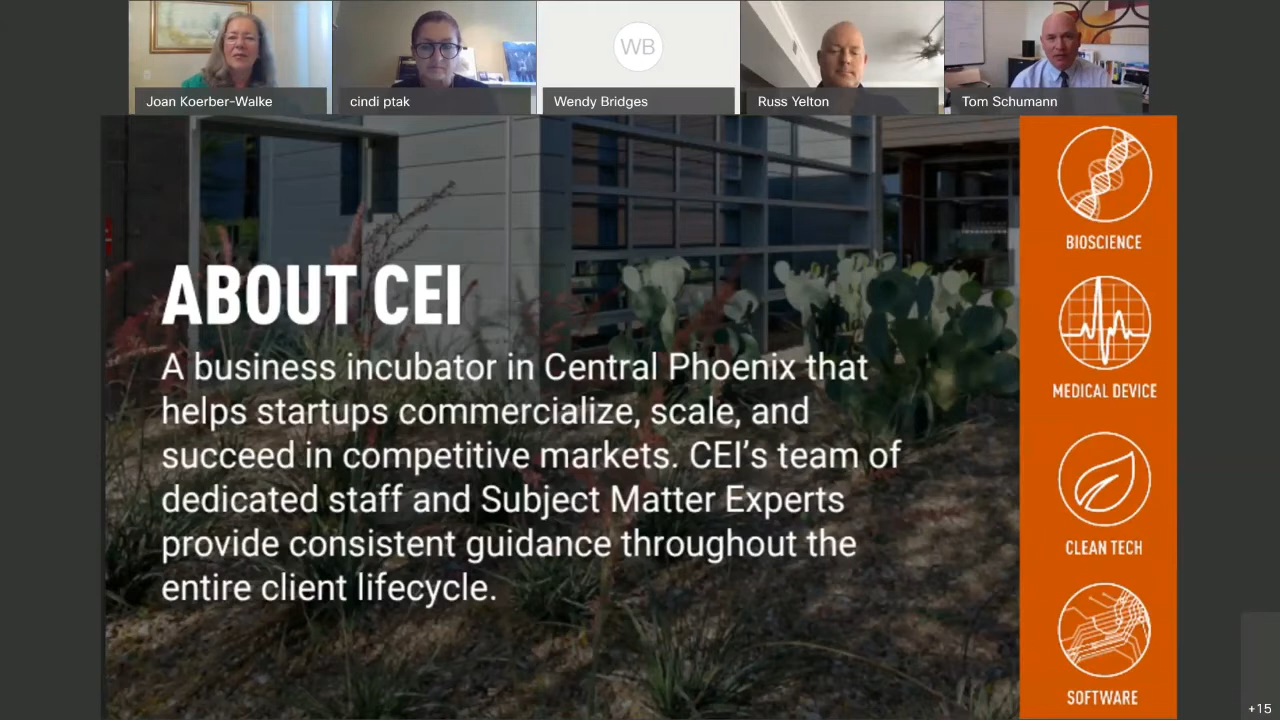 WB
Joan Koerber-Walke
cindi ptak
Wendy Bridges
Russ Yelton
Tom Schumann
ABOUT CEI
A business incubator in Central Phoenix that
helps startups commercialize, scale, and
succeed in competitive markets. CEI's team of
dedicated staff and Subject Matter Experts
provide consistent guidance throughout the
entire client lifecycle.
BIOSCIENCE
MEDICAL DEVICE
CLEAN TECH
SOFTWARE
+15